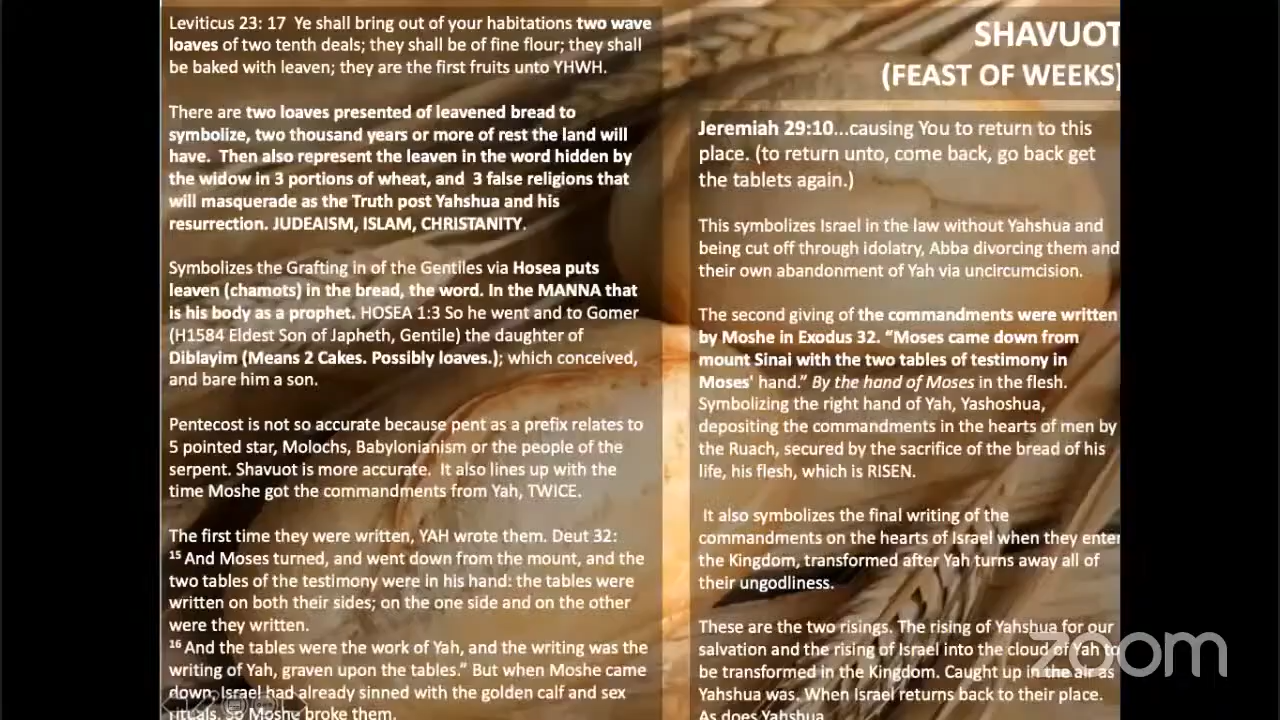 Leviticus 23: 17 Ye shall bring out of your habitations two wave
loaves of two tenth deals; they shall be of fine flour; they shall
be baked with leaven; they are the first fruits unto YHWH.
There are two loaves presented of leavened bread to
symbolize, two thousand years or more of rest the land will
have. Then also represent the leaven in the word hidden by
the widow in 3 portions of wheat, and 3 false religions that
will masquerade as the Truth post Yahshua and his
resurrection. JUDEAISM, ISLAM, CHRISTANITY.
Symbolizes the Grafting in of the Gentiles via Hosea puts
leaven (chamots) in the bread, the word. In the MANNA that
is his body as a prophet. HOSEA 1:3 So he went and to Gomer
(H1584 Eldest Son of Japheth, Gentile) the daughter of
Diblayim (Means 2 Cakes. Possibly loaves.); which conceived,
and bare him a son.
Pentecost is not so accurate because pent as a prefix relates to
5 pointed star, Molochs, Babylonianism or the people of the
serpent. Shavuot is more accurate. It also lines up with the
time Moshe got the commandments from Yah, TWICE.
The first time they were written, YAH wrote them. Deut 32:
15 And Moses turned, and went down from the mount, and the
two tables of the testimony were in his hand: the tables were
written on both their sides; on the one side and on the other
were they written.
16 And the tables were the work of Yah, and the writing was the
writing of Yah, graven upon the tables.” But when Moshe came
down, Israel had already sinned with the golden calf and sex
rituals. So Moshe broke them.
SHAVUOT
(FEAST OF WEEKS)
Jeremiah 29:10...causing You to return to this
place. (to return unto, come back, go back get
the tablets again.)
This symbolizes Israel in the law without Yahshua and
being cut off through idolatry, Abba divorcing them and
their own abandonment of Yah via uncircumcision.
The second giving of the commandments were written
by Moshe in Exodus 32. “Moses came down from
mount Sinai with the two tables of testimony in
Moses' hand.” By the hand of Moses in the flesh.
Symbolizing the right hand of Yah, Yashoshua,
depositing the commandments in the hearts of men by
the Ruach, secured by the sacrifice of the bread of his
life, his flesh, which is RISEN.
It also symbolizes the final writing of the
commandments on the hearts of Israel when they enter
the Kingdom, transformed after Yah turns away all of
their ungodliness.
These are the two risings. The rising of Yahshua for our
salvation and the rising of Israel into the cloud of Yah to
be transformed in the Kingdom. Caught up in the air as
Yahshua was. When Israel returns back to their place.
As does Yahshua
zoom